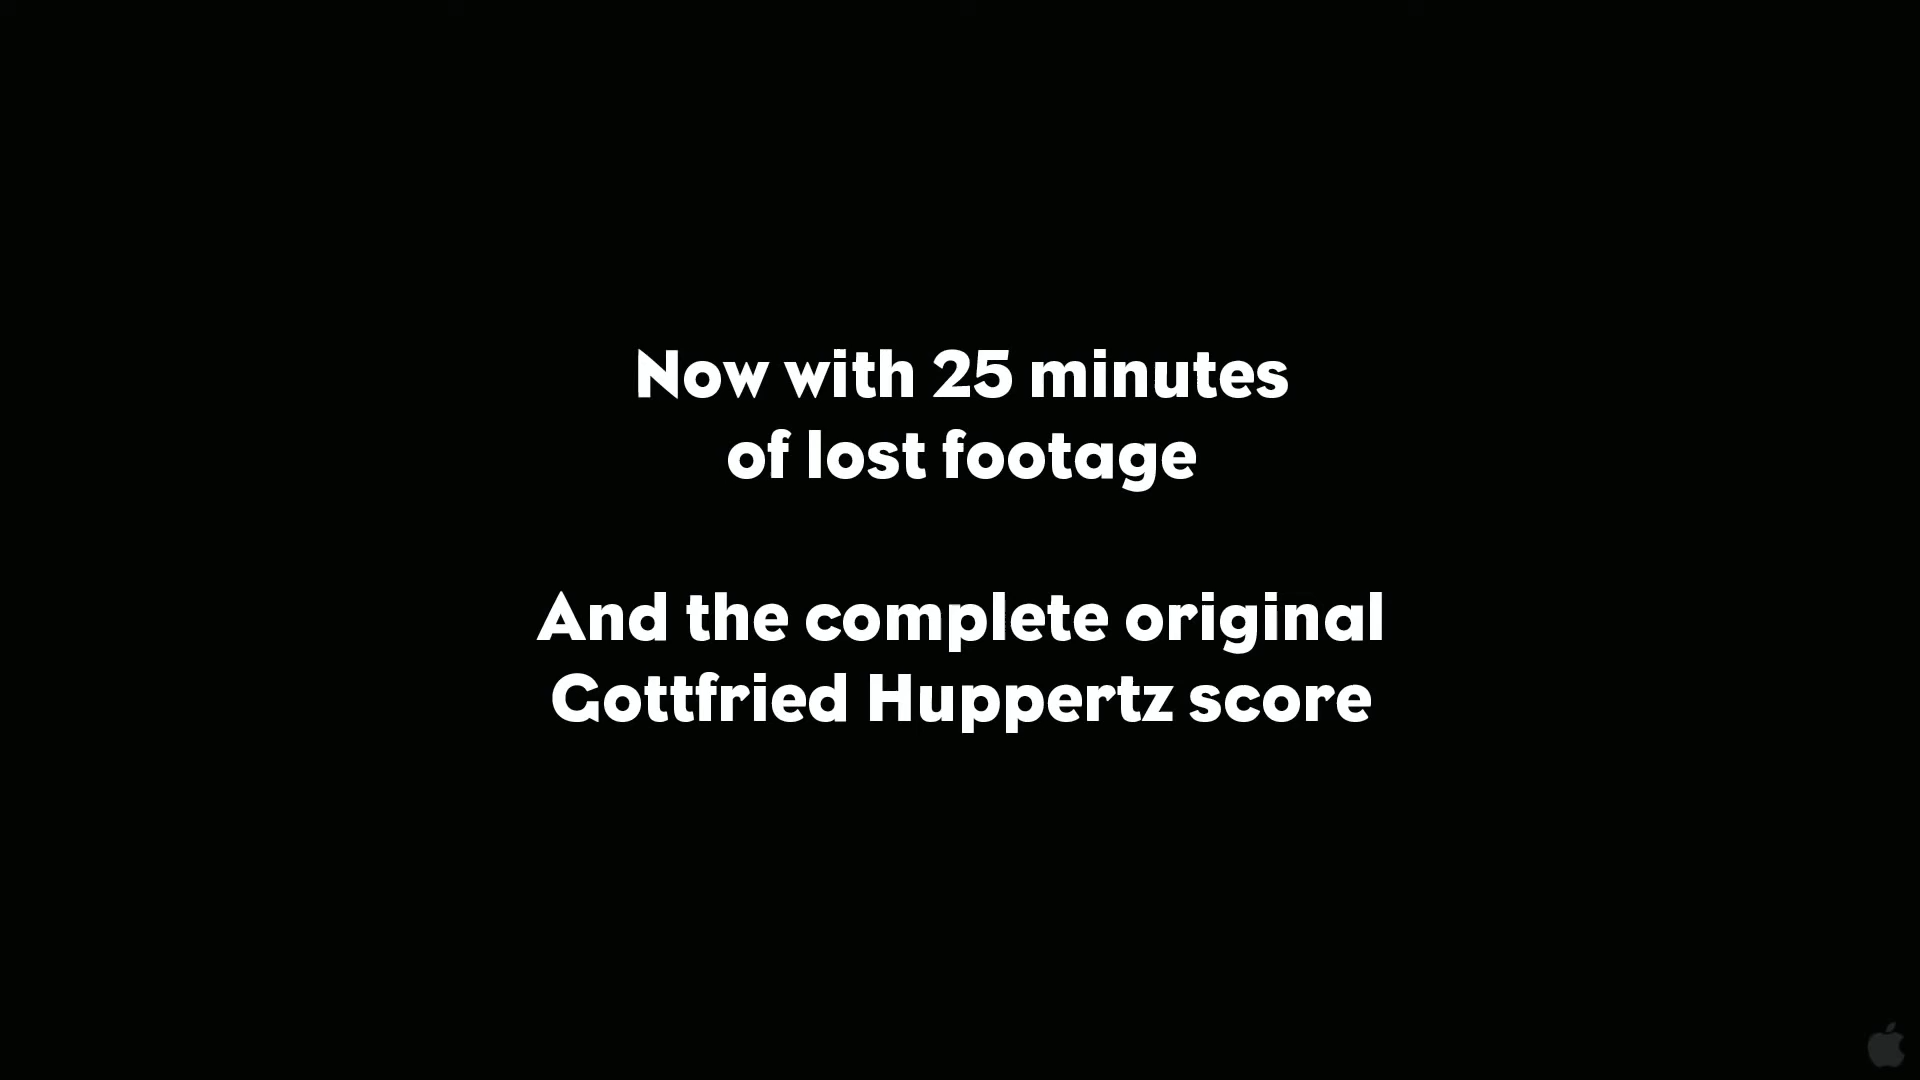 Now with 25 minutes
of lost footage
And the complete original
Gottfried Huppertz score